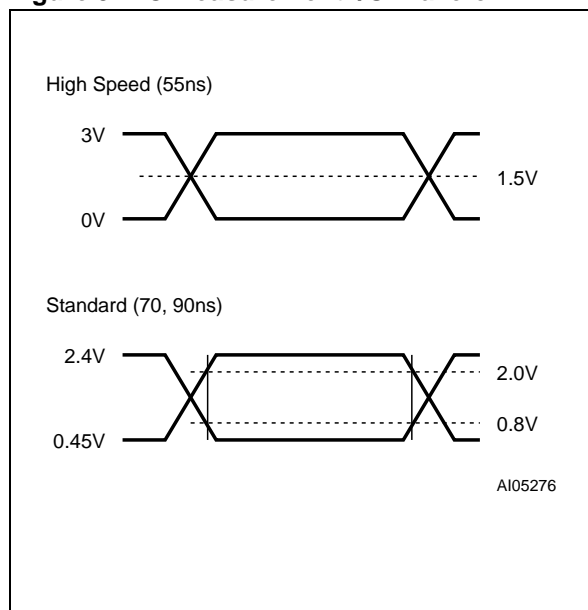 High Speed (55ns)
3V
1.5V
0V
Standard (70, 90ns)
2.4V
2.0V
0.8V
0.45V
AI05276